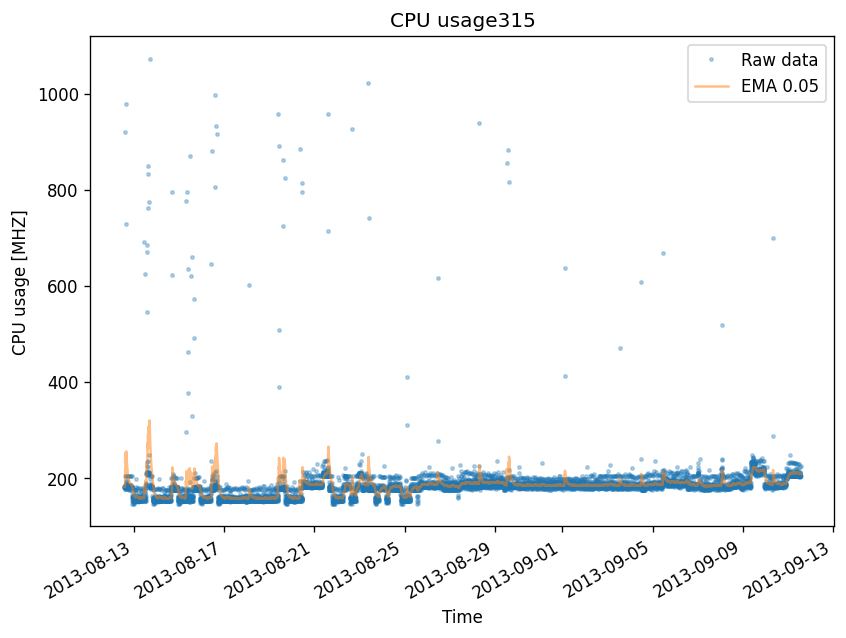 CPU usage315
Raw data
EMA 0.05
1000
800
600
400
200
CPU usage [MHZ]
2013-08-13
2013-08-17
2013-08-21
2013-08-25
2013-08-29
2013-09-01
2013-09-05
2013-09-09
2013-09-13
Time